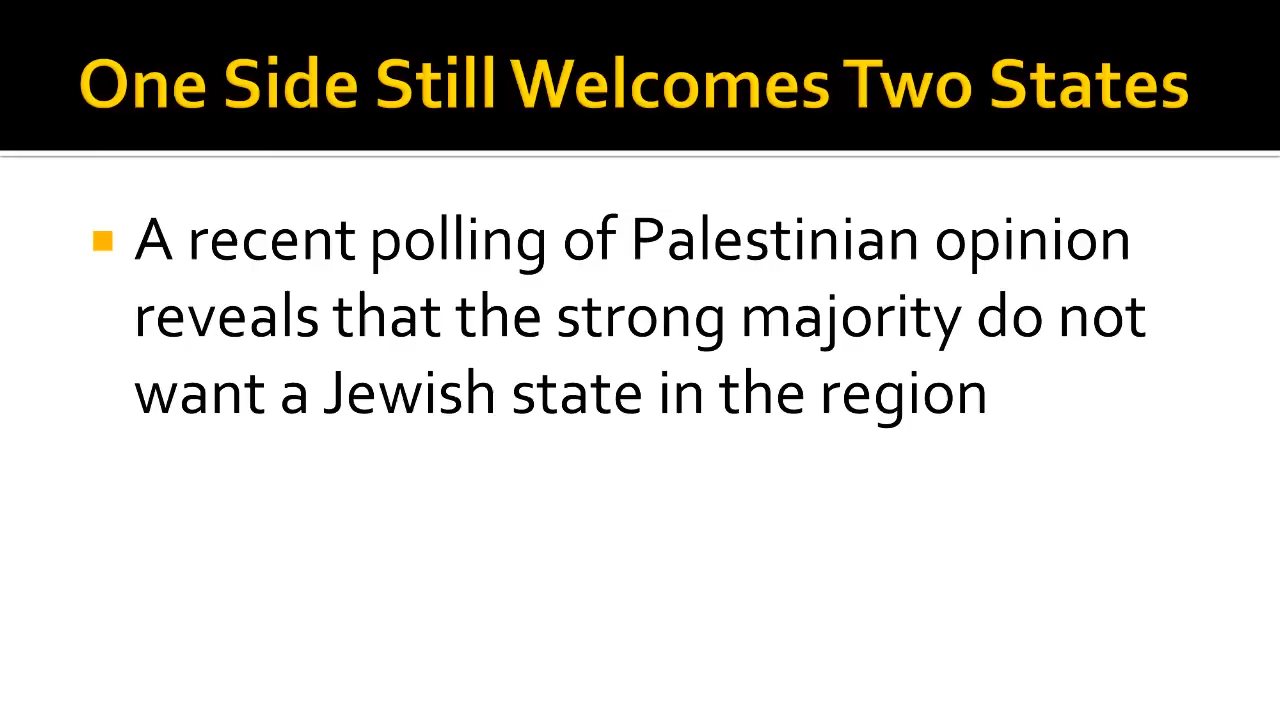 One Side Still Welcomes Two States
A recent polling of Palestinian opinion
reveals that the strong majority do not
want a Jewish state in the region